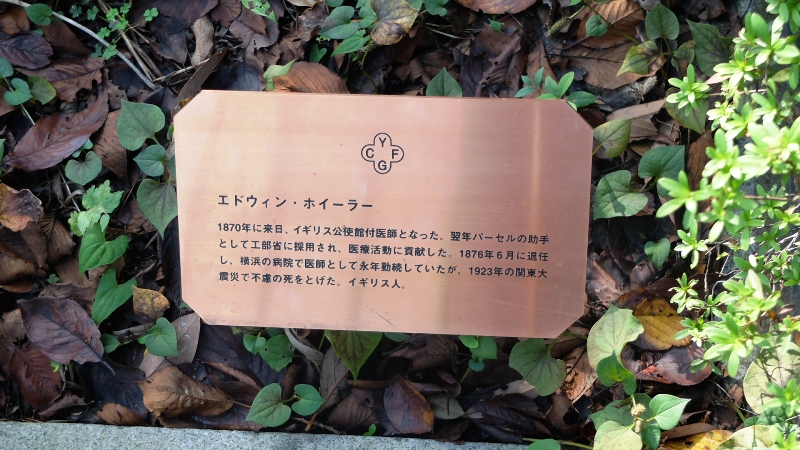 Y
C F
G
エドウィン・ホイーラー
1870年に来日、イギリス公使館付医師となった。翌年パーセルの助手
として工部省に採用され、医療活動に貢献した。1876年6月に退任
し、横浜の病院で医師として永年勤続していたが、1923年の関東大
震災で不慮の死をとげた。イギリス人。